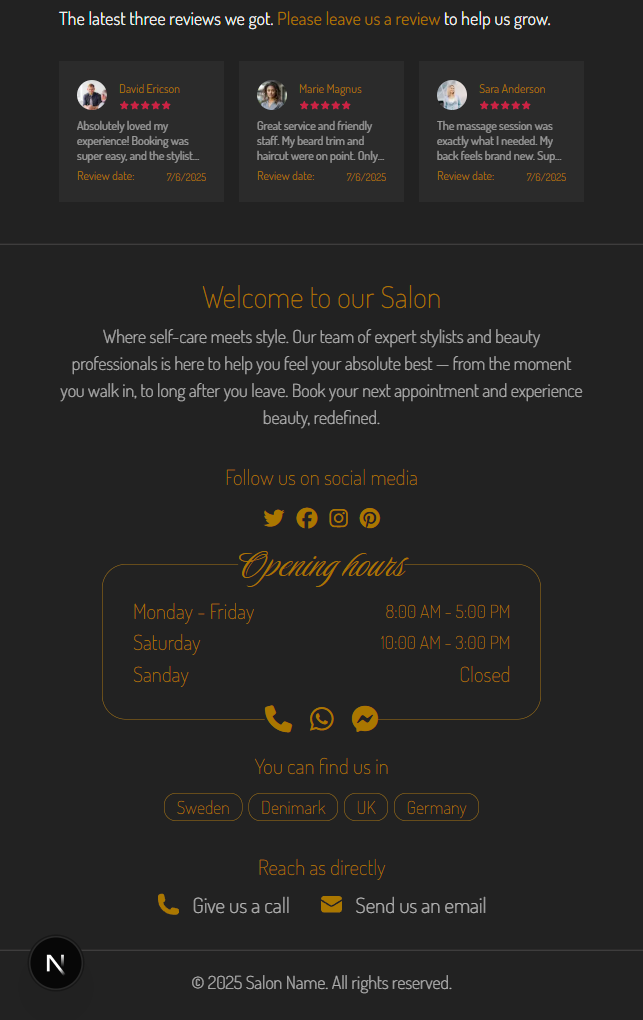 The latest three reviews we got. Please leave us a review to help us grow.
David Ericson
Absolutely loved my
experience! Booking was
super easy, and the stylist...
Review date: 7/6/2025
Marie Magnus
Great service and friendly
staff. My beard trim and
haircut were on point. Only...
Review date: 7/6/2025
Sara Anderson
The massage session was
exactly what I needed. My
back feels brand new. Sup...
Review date: 7/6/2025
Welcome to our Salon
Where self-care meets style. Our team of expert stylists and beauty
professionals is here to help you feel your absolute best — from the moment
you walk in, to long after you leave. Book your next appointment and experience
beauty, redefined.
Follow us on social media
Opening hours
Monday - Friday 8:00 AM - 5:00 PM
Saturday 10:00 AM - 3:00 PM
Sanday Closed
You can find us in
Sweden Denimark UK Germany
Reach as directly
Give us a call Send us an email
N
© 2025 Salon Name. All rights reserved.